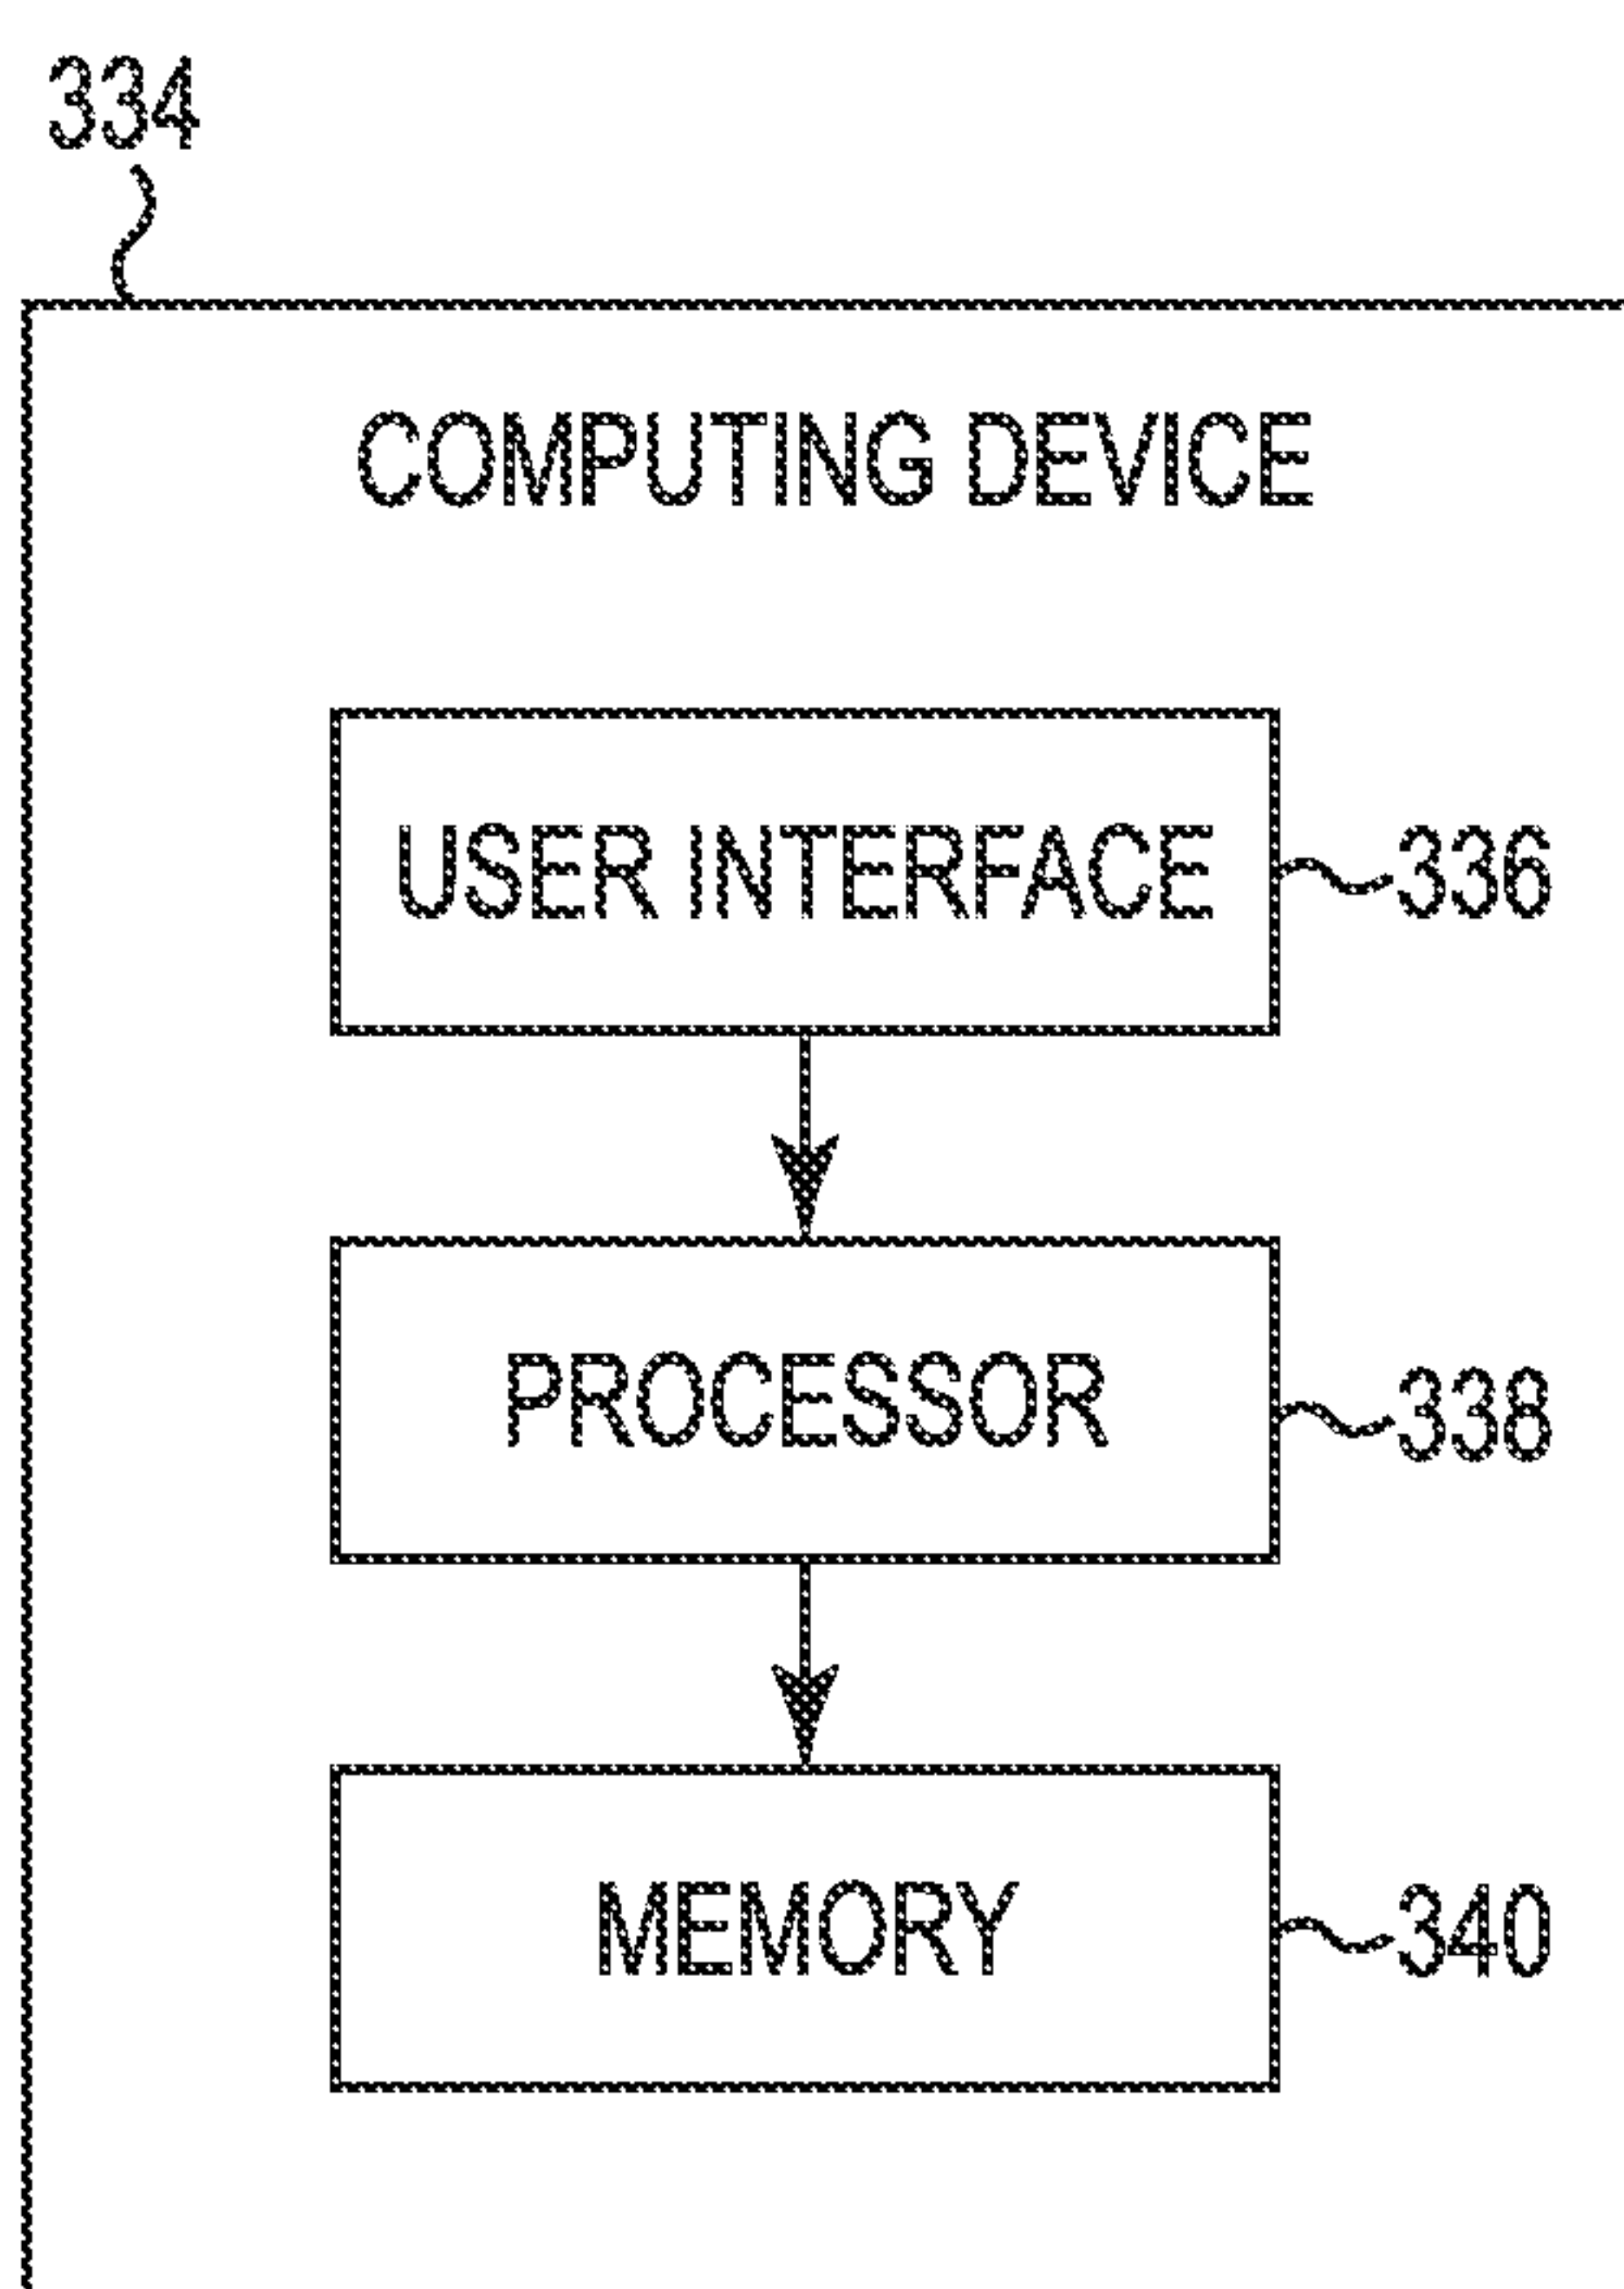 334
COMPUTING DEVICE
USER INTERFACE 336
PROCESSOR 338
MEMORY 340